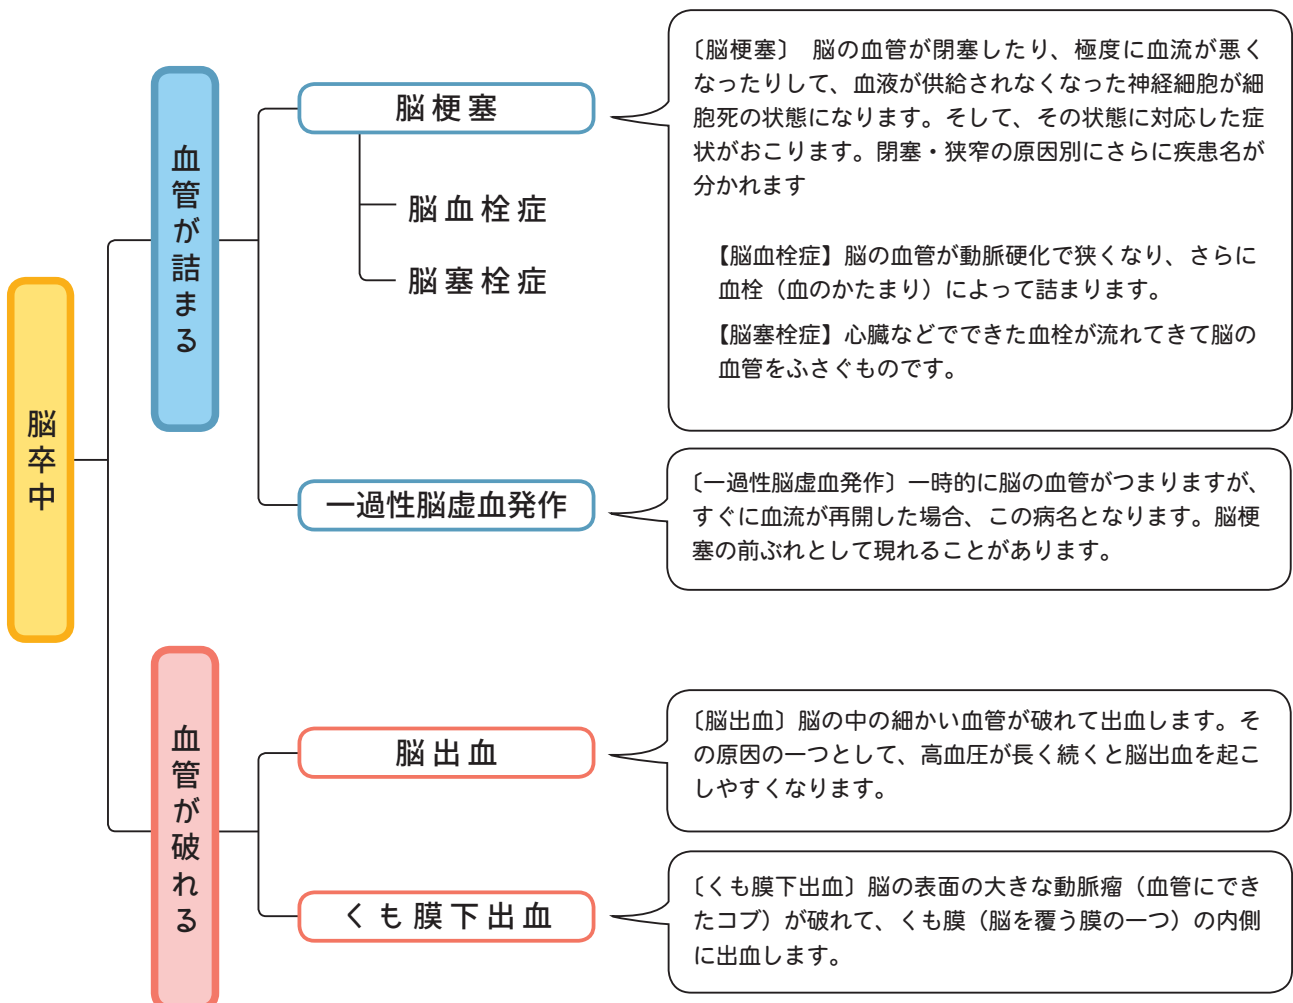 脳卒中
血管が詰まる
脳梗塞
脳血栓症
脳塞栓症
〔脳梗塞〕 脳の血管が閉塞したり、極度に血流が悪く
なったりして、血液が供給されなくなった神経細胞が細
胞死の状態になります。そして、その状態に対応した症
状がおこります。閉塞・狭窄の原因別にさらに疾患名が
分かれます
【脳血栓症】脳の血管が動脈硬化で狭くなり、さらに
血栓（血のかたまり）によって詰まります。
【脳塞栓症】心臓などでできた血栓が流れてきて脳の
血管をふさぐものです。
一過性脳虚血発作
〔一過性脳虚血発作〕一時的に脳の血管がつまりますが、
すぐに血流が再開した場合、この病名となります。脳梗
塞の前ぶれとして現れることがあります。
血管が破れる
脳出血
〔脳出血〕脳の中の細かい血管が破れて出血します。そ
の原因の一つとして、高血圧が長く続くと脳出血を起こ
しやすくなります。
くも膜下出血
〔くも膜下出血〕脳の表面の大きな動脈瘤（血管にでき
たコブ）が破れて、くも膜（脳を覆う膜の一つ）の内側
に出血します。